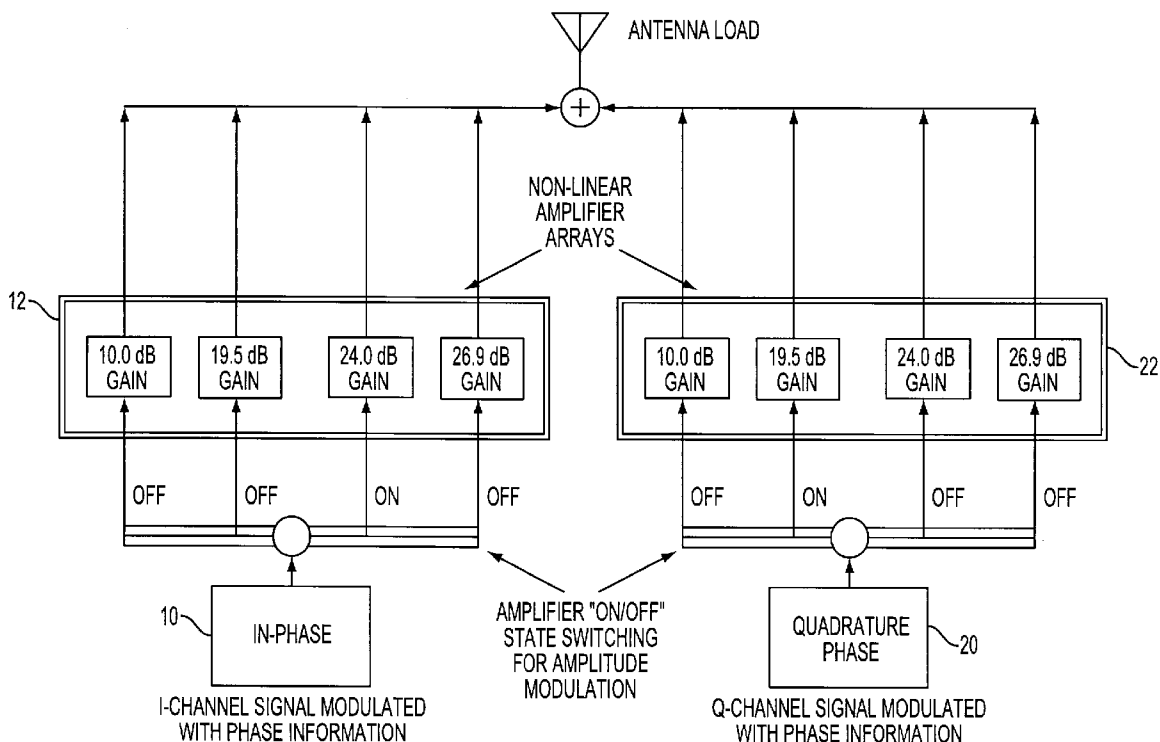 ANTENNA LOAD
+
NON-LINEAR
AMPLIFIER
ARRAYS
12
10.0 dB
GAIN
19.5 dB
GAIN
24.0 dB
GAIN
26.9 dB
GAIN
10.0 dB
GAIN
19.5 dB
GAIN
24.0 dB
GAIN
26.9 dB
GAIN
22
OFF
OFF
ON
OFF
OFF
ON
OFF
OFF
10
IN-PHASE
AMPLIFIER "ON/OFF"
STATE SWITCHING
FOR AMPLITUDE
MODULATION
QUADRATURE
PHASE
20
I-CHANNEL SIGNAL MODULATED
WITH PHASE INFORMATION
Q-CHANNEL SIGNAL MODULATED
WITH PHASE INFORMATION